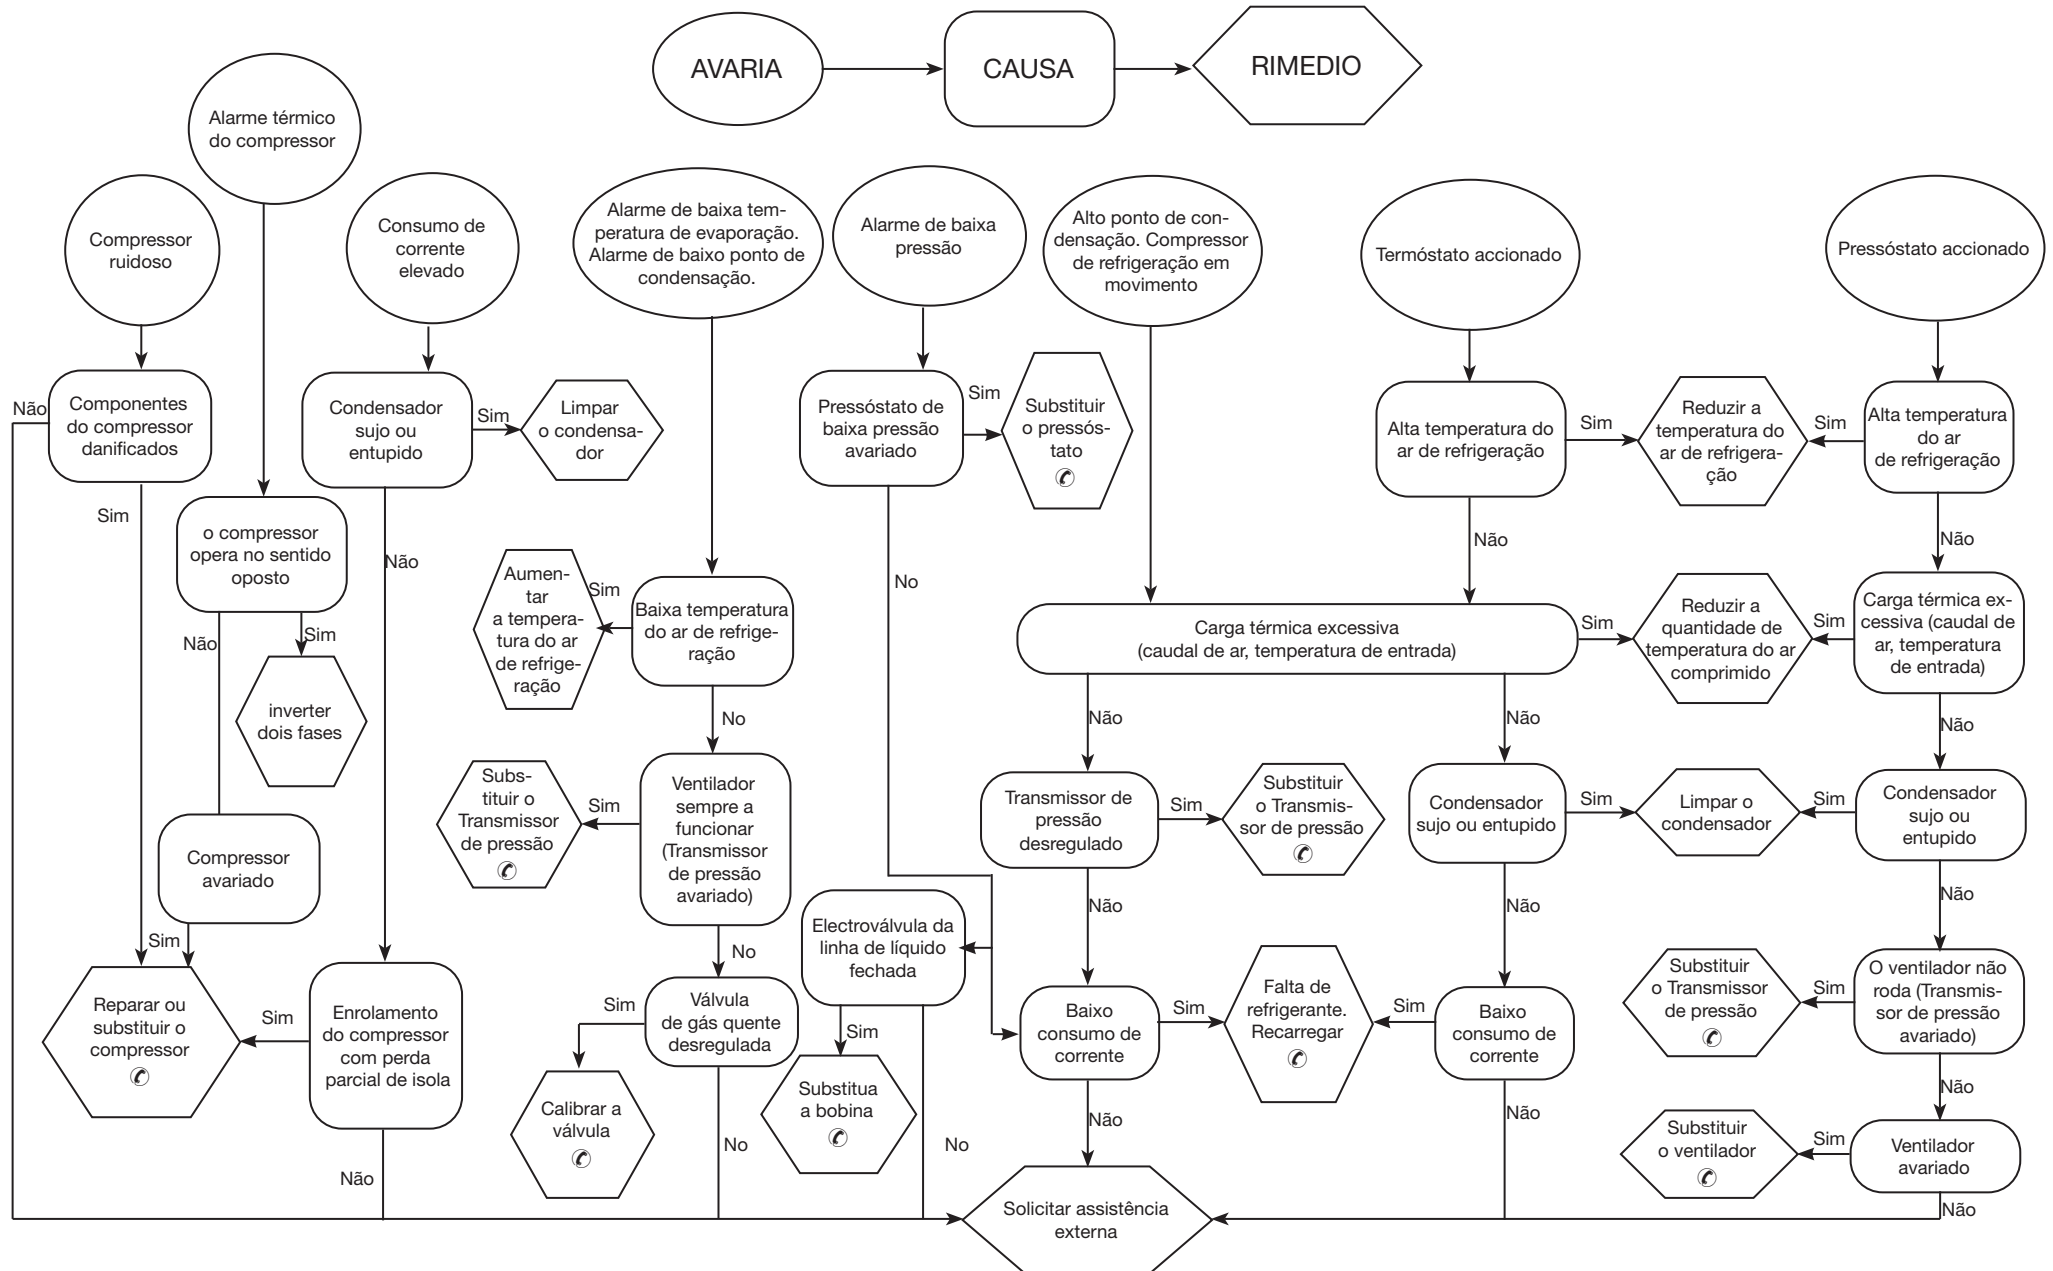 AVARIA
CAUSA
RIMEDIO
Alarme térmico
do compressor
Compressor
ruidoso
Consumo de
corrente
elevado
Alarme de baixa tem-
peratura de evaporação.
Alarme de baixo ponto de
condensação.
Alarme de baixa
pressão
Alto ponto de con-
densação. Compressor
de refrigeração em
movimento
Termóstato accionado
Pressóstato accionado
Não
Componentes
do compressor
danificados
Sim
Condensador
sujo ou
entupido
Sim
Limpar
o condensa-
dor
Não
Pressóstato de
baixa pressão
avariado
Sim
Substituir
o pressós-
tato
No
Alta temperatura do
ar de refrigeração
Sim
Reduzir a
temperatura do
ar de refrigera-
ção
Sim
Alta temperatura
do ar
de refrigeração
Não
Não
o compressor
opera no sentido
oposto
Não
Sim
inverter
dois fases
Aumen-
tar
a tempera-
tura do ar
de refrige-
ração
Sim
Baixa temperatura
do ar de refrige-
ração
No
Carga térmica excessiva
(caudal de ar, temperatura de entrada)
Sim
Reduzir a
quantidade de
temperatura do ar
comprimido
Sim
Carga térmica ex-
cessiva (caudal de
ar, temperatura
de entrada)
Não
Não
Não
Compressor
avariado
Sim
Subs-
tituir o
Transmissor
de pressão
Sim
Ventilador
sempre a
funcionar
(Transmissor
de pressão
avariado)
No
Transmissor de
pressão
desregulado
Sim
Substituir
o Transmis-
sor de pressão
Não
Condensador
sujo ou entupido
Sim
Limpar o
condensador
Sim
Condensador
sujo ou
entupido
Não
Não
Electroválvula da
linha de líquido
fechada
Sim
Substitua
a bobina
No
Reparar ou
substituir o
compressor
Sim
Enrolamento
do compressor
com perda
parcial de isola
Não
Sim
Válvula
de gás quente
desregulada
Calibrar a
válvula
No
Baixo
consumo de
corrente
Sim
Falta de
refrigerante.
Recarregar
Sim
Baixo
consumo de
corrente
Não
Não
Substituir
o Transmissor
de pressão
Sim
O ventilador não
roda (Transmis-
sor de pressão
avariado)
Não
Substituir
o ventilador
Sim
Ventilador
avariado
Não
Solicitar assistência
externa